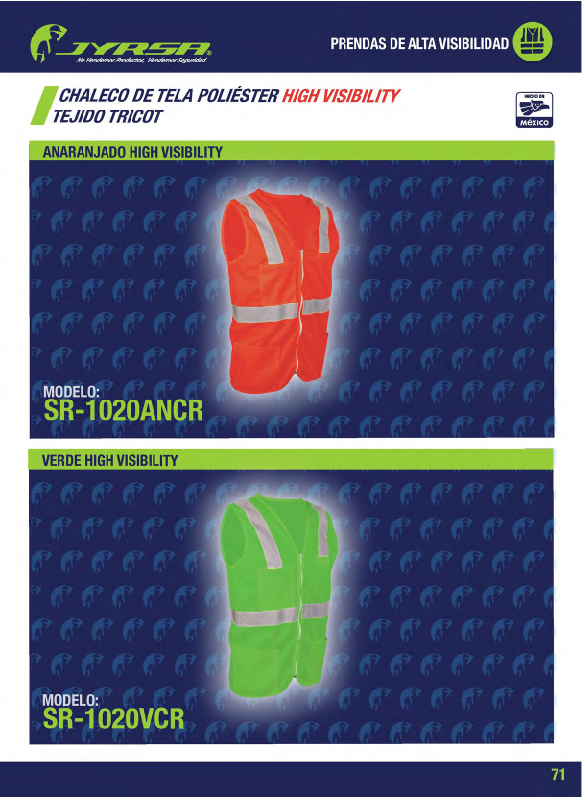 JYRSA®
No Vendemos Productos, Vendemos Seguridad
PRENDAS DE ALTA VISIBILIDAD
CHALECO DE TELA POLIÉSTER HIGH VISIBILITY
TEJIDO TRICOT
HECHO EN
MÉXICO
ANARANJADO HIGH VISIBILITY
MODELO:
SR-1020ANCR
VERDE HIGH VISIBILITY
MODELO:
SR-1020VCR
71